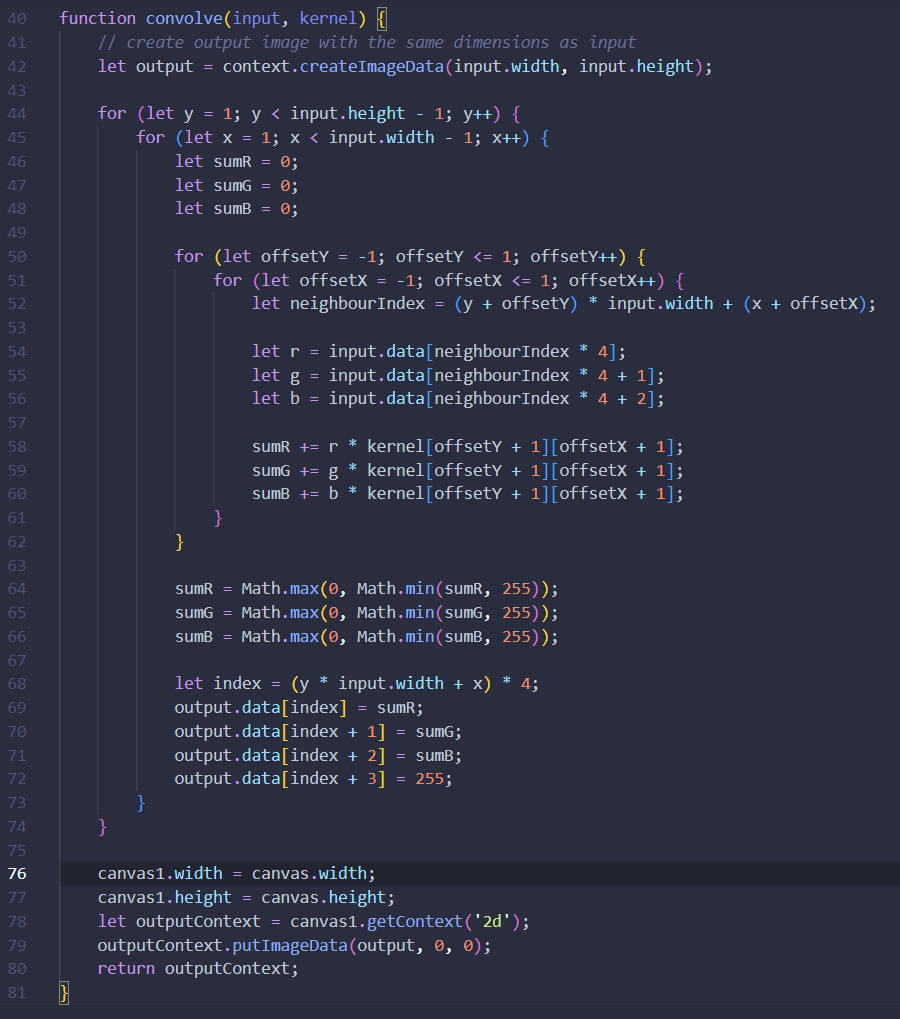 40 function convolve(input, kernel) {
41 // create output image with the same dimensions as input
42 let output = context.createImageData(input.width, input.height);
43
44 for (let y = 1; y < input.height - 1; y++) {
45 for (let x = 1; x < input.width - 1; x++) {
46 let sumR = 0;
47 let sumG = 0;
48 let sumB = 0;
49
50 for (let offsetY = -1; offsetY <= 1; offsetY++) {
51 for (let offsetX = -1; offsetX <= 1; offsetX++) {
52 let neighbourIndex = (y + offsetY) * input.width + (x + offsetX);
53
54 let r = input.data[neighbourIndex * 4];
55 let g = input.data[neighbourIndex * 4 + 1];
56 let b = input.data[neighbourIndex * 4 + 2];
57
58 sumR += r * kernel[offsetY + 1][offsetX + 1];
59 sumG += g * kernel[offsetY + 1][offsetX + 1];
60 sumB += b * kernel[offsetY + 1][offsetX + 1];
61 }
62 }
63
64 sumR = Math.max(0, Math.min(sumR, 255));
65 sumG = Math.max(0, Math.min(sumG, 255));
66 sumB = Math.max(0, Math.min(sumB, 255));
67
68 let index = (y * input.width + x) * 4;
69 output.data[index] = sumR;
70 output.data[index + 1] = sumG;
71 output.data[index + 2] = sumB;
72 output.data[index + 3] = 255;
73 }
74 }
75
76 canvas1.width = canvas.width;
77 canvas1.height = canvas.height;
78 let outputContext = canvas1.getContext('2d');
79 outputContext.putImageData(output, 0, 0);
80 return outputContext;
81 }